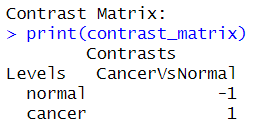 Contrast Matrix:
> print(contrast_matrix)
        Contrasts
Levels   CancerVsNormal
  normal             -1
  cancer              1